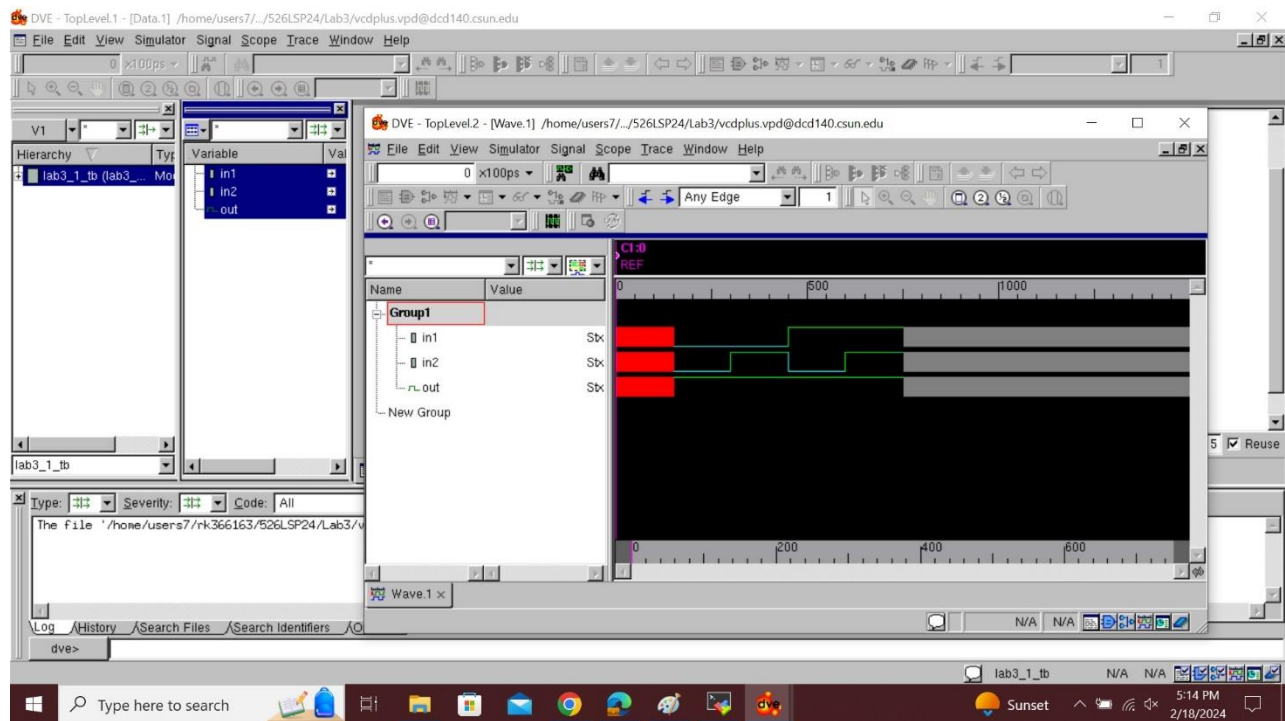 DVE - TopLevel.1 - [Data.1] /home/users7/.../526LSP24/Lab3/vcdplus.vpd@dcd140.csun.edu
File Edit View Simulator Signal Scope Trace Window Help
0 x100ps
V1 *
*
Hierarchy Typ
lab3_1_tb (lab3_... Mo
Variable Val
in1
in2
out
lab3_1_tb
DVE - TopLevel.2 - [Wave.1] /home/users7/.../526LSP24/Lab3/vcdplus.vpd@dcd140.csun.edu
File Edit View Simulator Signal Scope Trace Window Help
0 x100ps
Any Edge 1
C1:0
REF
*
Name Value
0 500 1000
Group1
in1 Stx
in2 Stx
out Stx
New Group
0 200 400 600
Wave.1
N/A N/A
5 Reuse
Type: Severity: Code: All
The file '/home/users7/rk366163/526LSP24/Lab3/v
Log History Search Files Search Identifiers
dve>
lab3_1_tb N/A N/A
Type here to search
dve
Sunset
5:14 PM
2/18/2024